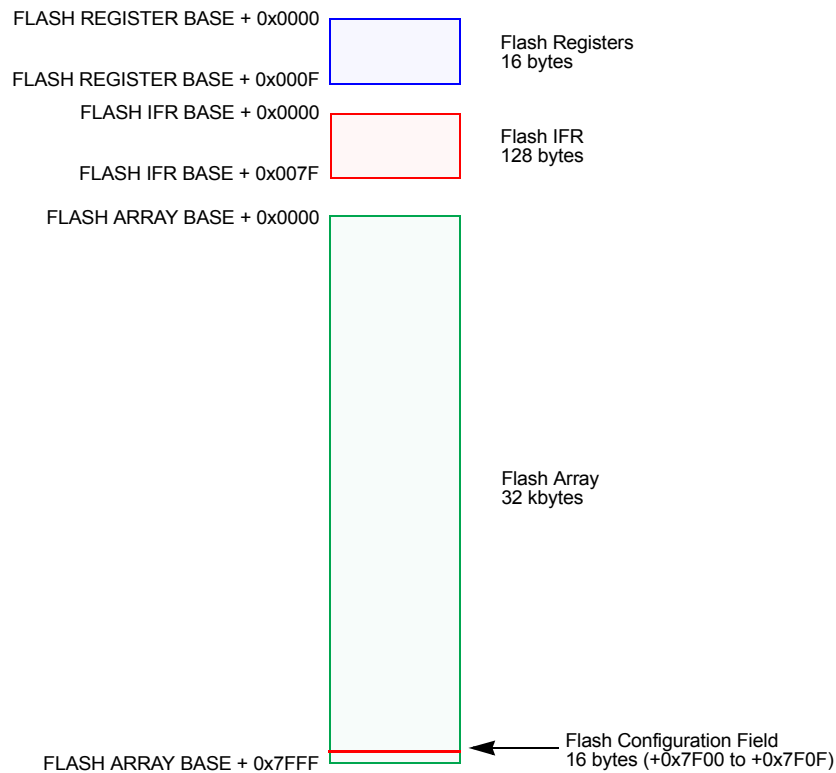 FLASH REGISTER BASE + 0x0000
Flash Registers
16 bytes
FLASH REGISTER BASE + 0x000F
FLASH IFR BASE + 0x0000
Flash IFR
128 bytes
FLASH IFR BASE + 0x007F
FLASH ARRAY BASE + 0x0000
Flash Array
32 kbytes
Flash Configuration Field
16 bytes (+0x7F00 to +0x7F0F)
FLASH ARRAY BASE + 0x7FFF